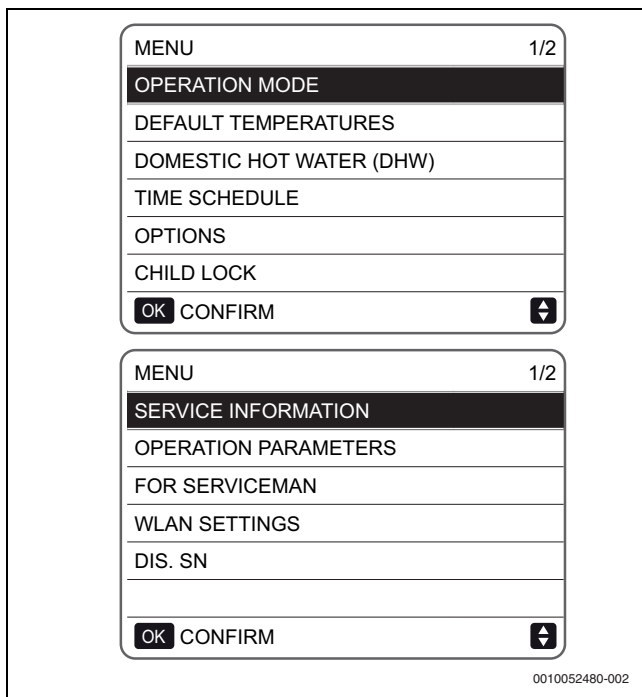 MENU 1/2
OPERATION MODE
DEFAULT TEMPERATURES
DOMESTIC HOT WATER (DHW)
TIME SCHEDULE
OPTIONS
CHILD LOCK
OK CONFIRM
MENU 1/2
SERVICE INFORMATION
OPERATION PARAMETERS
FOR SERVICEMAN
WLAN SETTINGS
DIS. SN
OK CONFIRM
0010052480-002